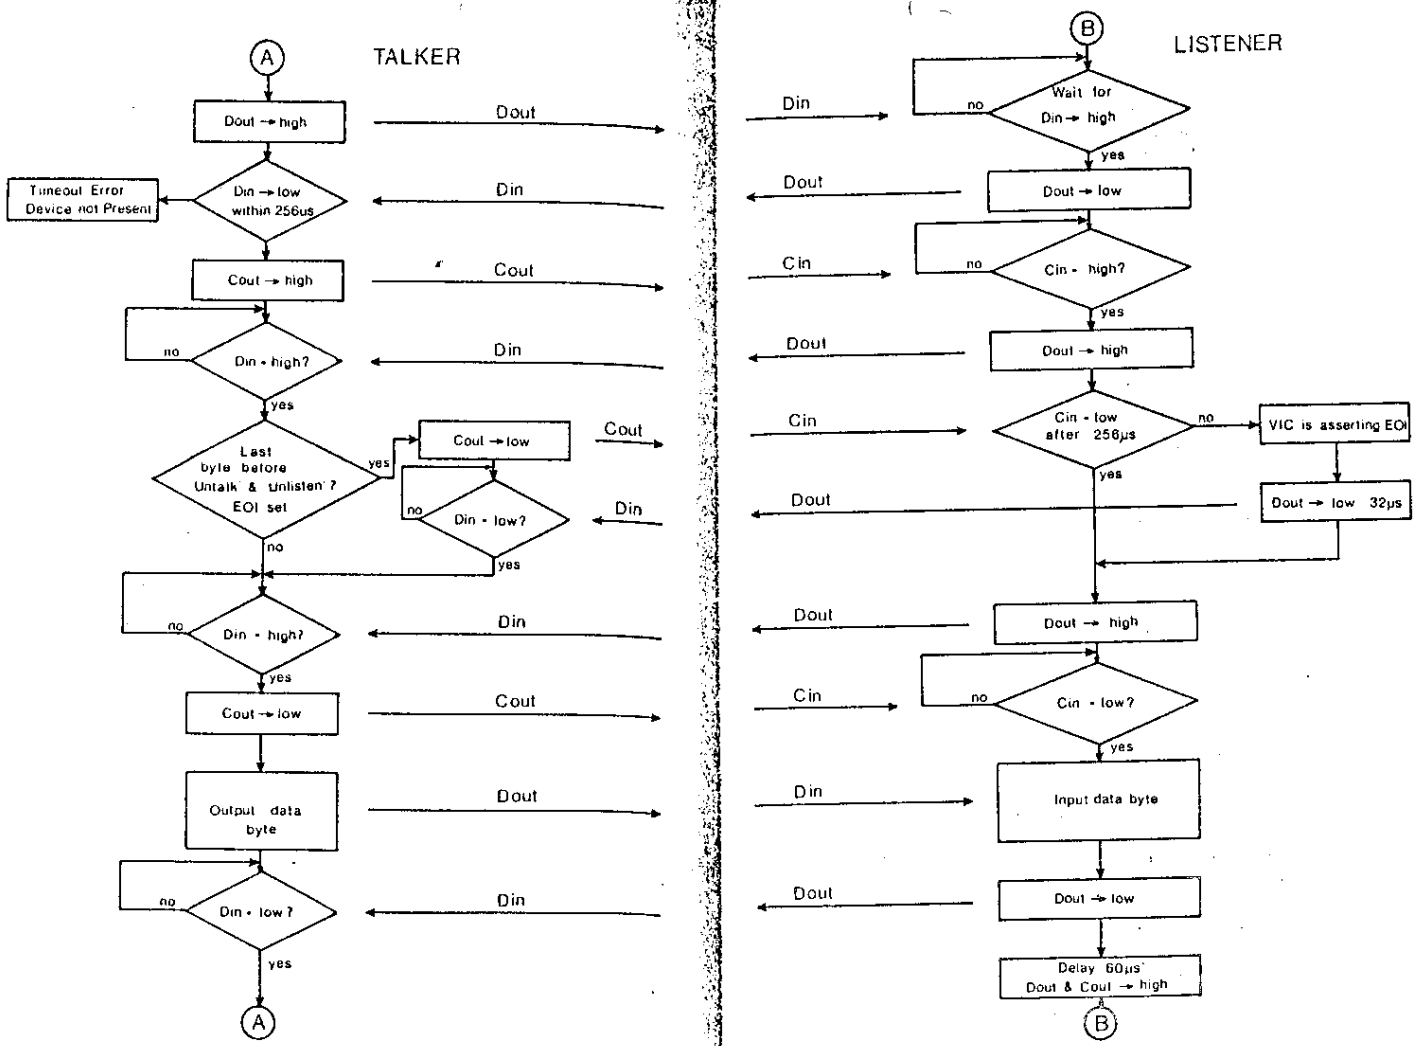 A
TALKER
Dout → high
Dout
Timeout Error
Device not Present
Din → low
within 256us
Din
Cout → high
Cout
no
Din - high?
Din
yes
Last
byte before
Untalk & Unlisten?
EOI set
yes
Cout → low
Cout
no
Din - low?
Din
yes
no
no
Din - high?
Din
yes
Cout → low
Cout
Output data
byte
Dout
no
Din - low?
Din
yes
A
B
LISTENER
Din
no
Wait for
Din → high
yes
Dout
Dout → low
Cin
no
Cin - high?
yes
Dout
Dout → high
Cin
Cin - low
after 256µs
no
VIC is asserting EOI
yes
Dout
Dout → low 32µs
Dout
Dout → high
Cin
no
Cin - low?
yes
Din
Input data byte
Dout
Dout → low
Delay 60µs
Dout & Cout → high
B